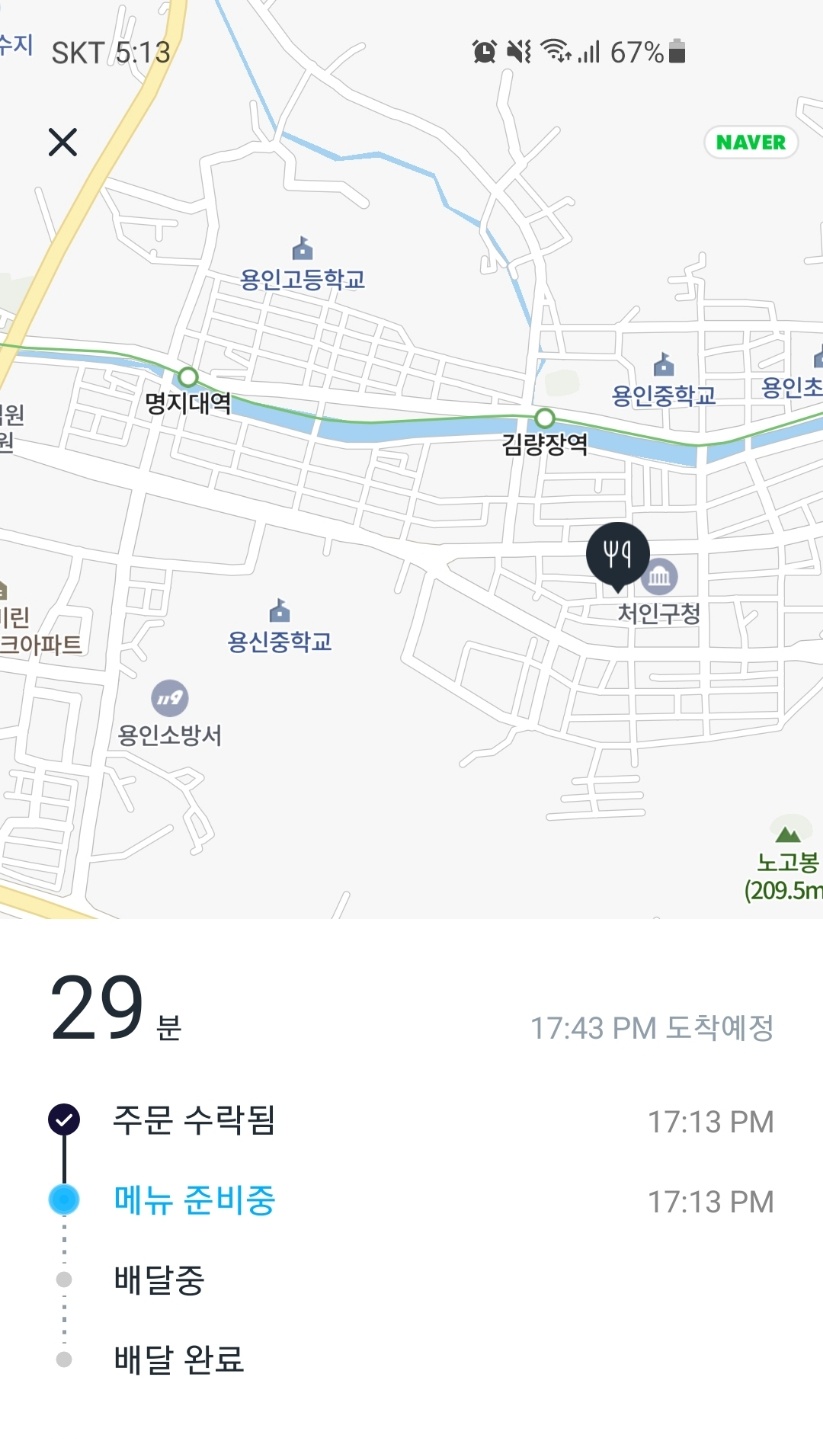 수지
SKT 5:13
67%
NAVER
용인고등학교
용인중학교
용인초
명지대역
김량장역
원
처인구청
크아파트
용신중학교
119
용인소방서
노고봉
(209.5m
29 분
17:43 PM 도착예정
주문 수락됨
17:13 PM
메뉴 준비중
17:13 PM
배달중
배달 완료